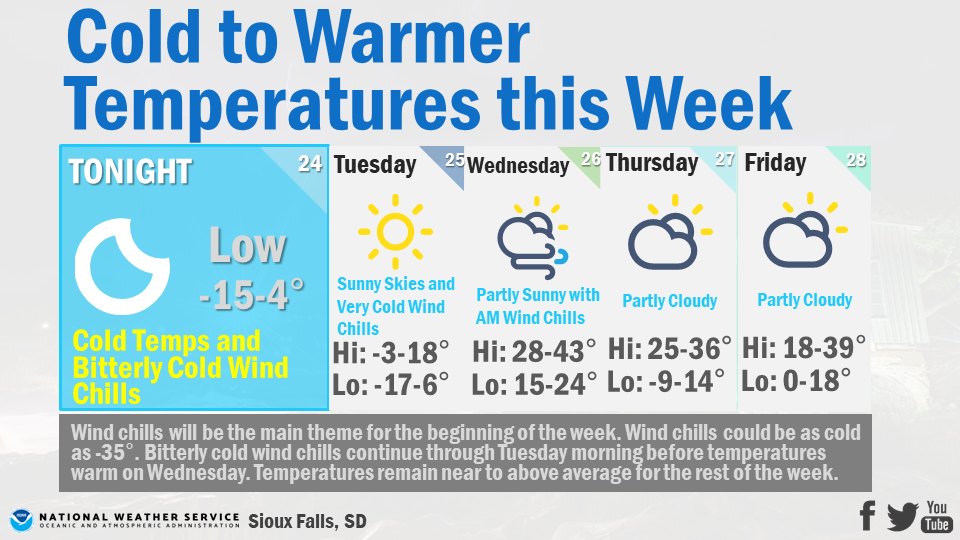 Cold to Warmer
Temperatures this Week
TONIGHT 24
Low
-15-4°
Cold Temps and
Bitterly Cold Wind
Chills
Tuesday 25
Sunny Skies and
Very Cold Wind
Chills
Hi: -3-18°
Lo: -17-6°
Wednesday 26
Partly Sunny with
AM Wind Chills
Hi: 28-43°
Lo: 15-24°
Thursday 27
Partly Cloudy
Hi: 25-36°
Lo: -9-14°
Friday 28
Partly Cloudy
Hi: 18-39°
Lo: 0-18°
Wind chills will be the main theme for the beginning of the week. Wind chills could be as cold
as -35°. Bitterly cold wind chills continue through Tuesday morning before temperatures
warm on Wednesday. Temperatures remain near to above average for the rest of the week.
NOAA
NATIONAL WEATHER SERVICE
OCEANIC AND ATMOSPHERIC ADMINISTRATION
Sioux Falls, SD
f
You
Tube